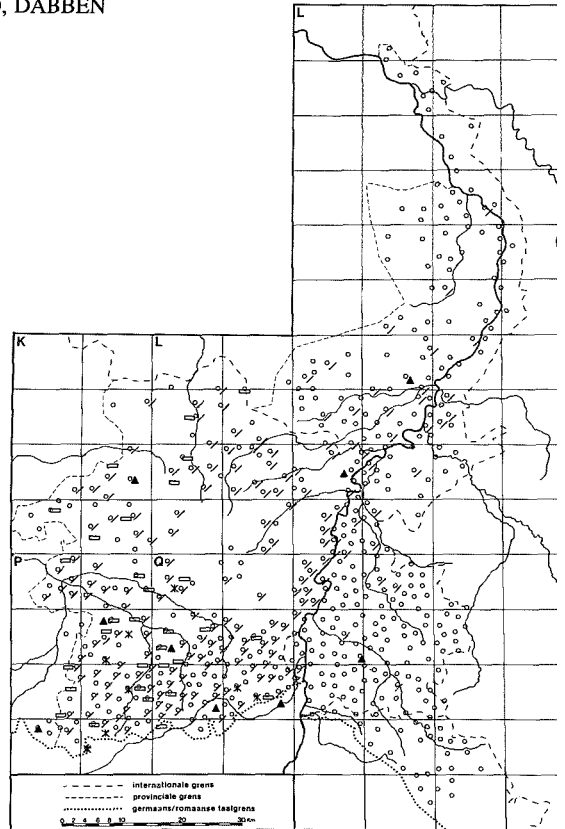 , DABBEN
L
K
L
P
Q
internationale grens
provinciale grens
germaans/romaanse taalgrens
0 2 4 6 8 10 20 30 Km